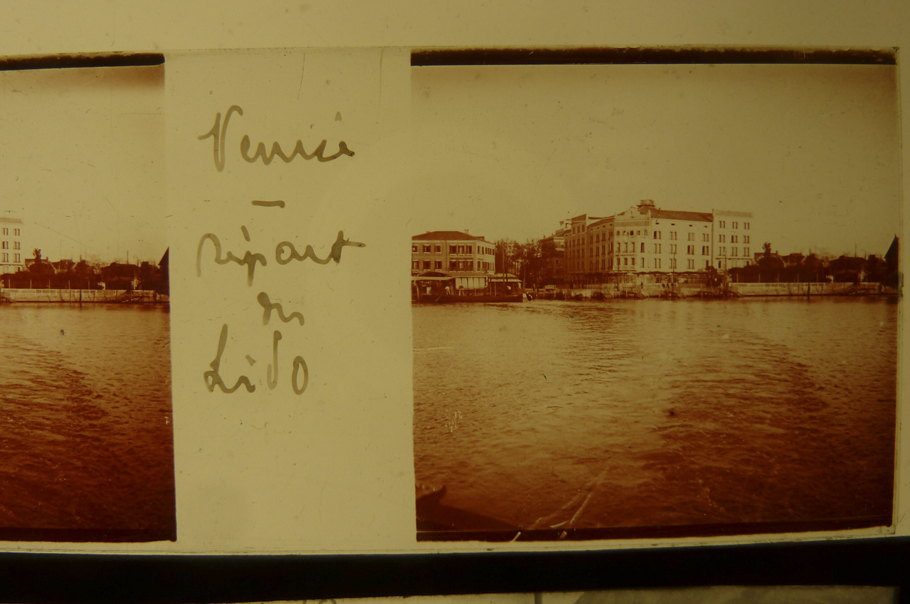 Venise
–
départ
du
Lido